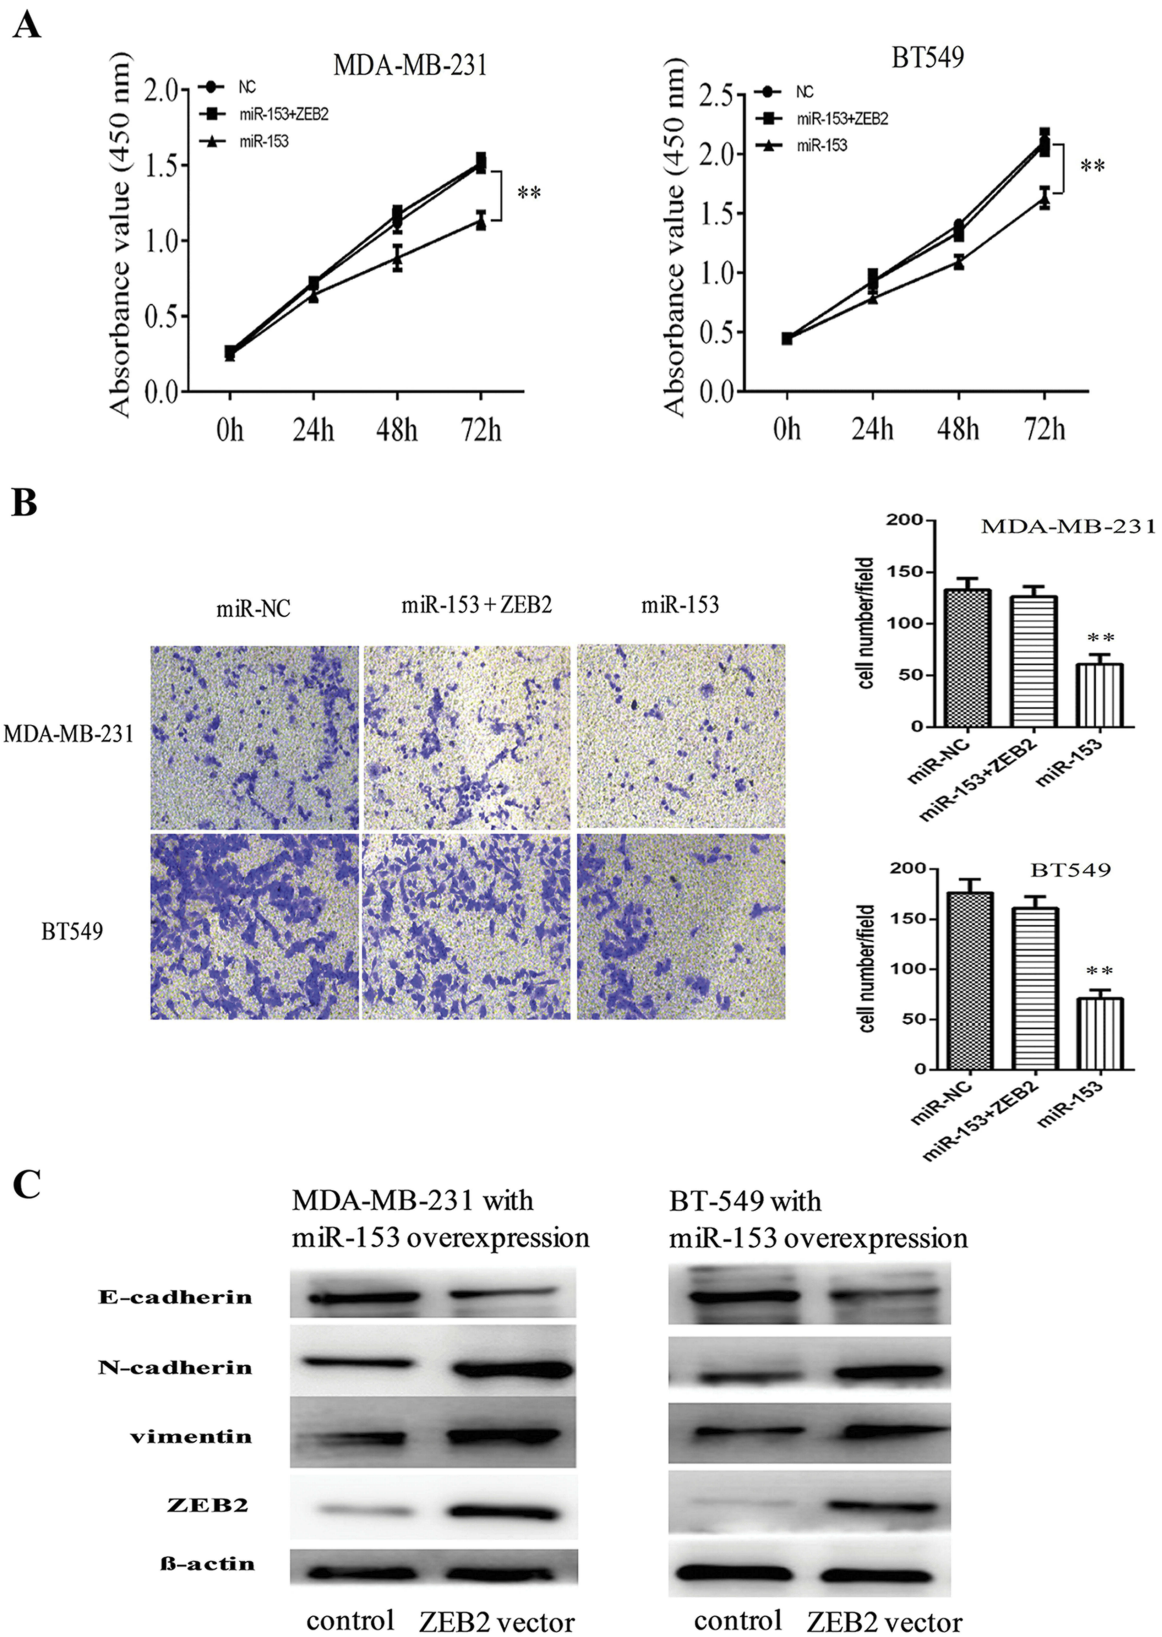 A
MDA-MB-231
Absorbance value (450 nm)
NC
miR-153+ZEB2
miR-153
2.0
1.5
1.0
0.5
0.0
**
0h 24h 48h 72h
BT549
Absorbance value (450 nm)
NC
miR-153+ZEB2
miR-153
2.5
2.0
1.5
1.0
0.5
0.0
**
0h 24h 48h 72h
B
miR-NC miR-153 + ZEB2 miR-153
MDA-MB-231
BT549
MDA-MB-231
cell number/field
200
150
100
50
0
**
miR-NC
miR-153+ZEB2
miR-153
BT549
cell number/field
200
150
100
50
0
**
miR-NC
miR-153+ZEB2
miR-153
C
MDA-MB-231 with
miR-153 overexpression
BT-549 with
miR-153 overexpression
E-cadherin
N-cadherin
vimentin
ZEB2
ß-actin
control ZEB2 vector
control ZEB2 vector